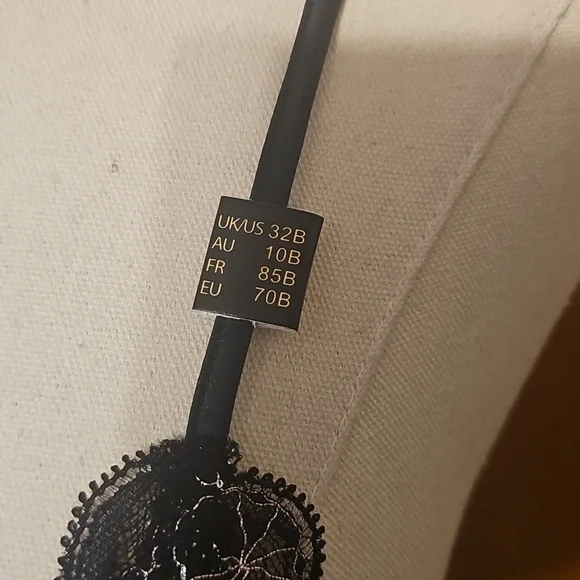 UK/US 32B
AU 10B
FR 85B
EU 70B